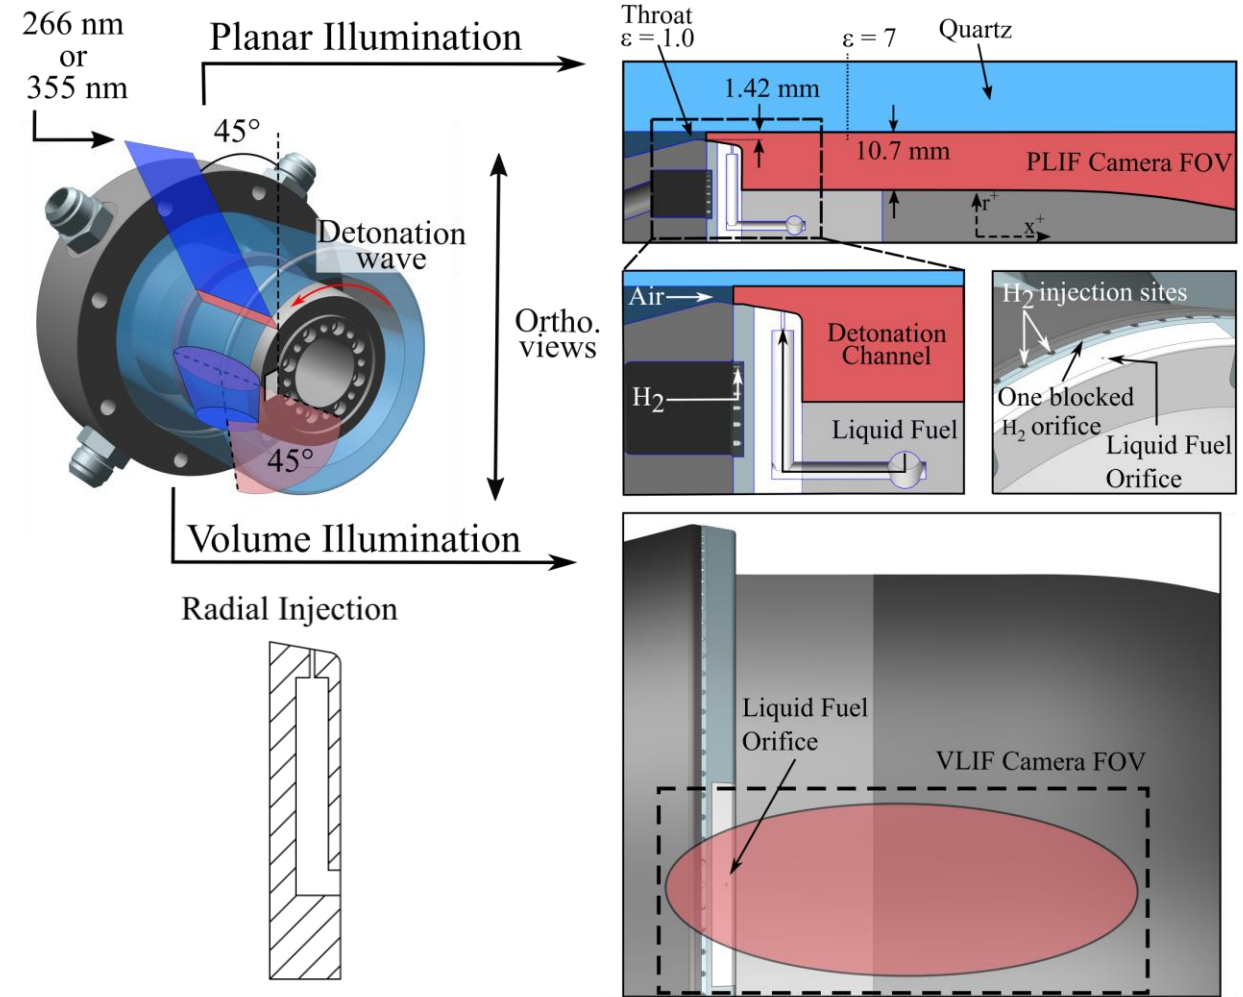 266 nm
or
355 nm
Planar Illumination
45°
Detonation
wave
Ortho.
views
45°
Volume Illumination
Radial Injection
Throat
ε = 1.0
ε = 7
Quartz
1.42 mm
10.7 mm
PLIF Camera FOV
r⁺
x⁺
Air
Detonation
Channel
H₂
Liquid Fuel
H₂ injection sites
One blocked
H₂ orifice
Liquid Fuel
Orifice
Liquid Fuel
Orifice
VLIF Camera FOV